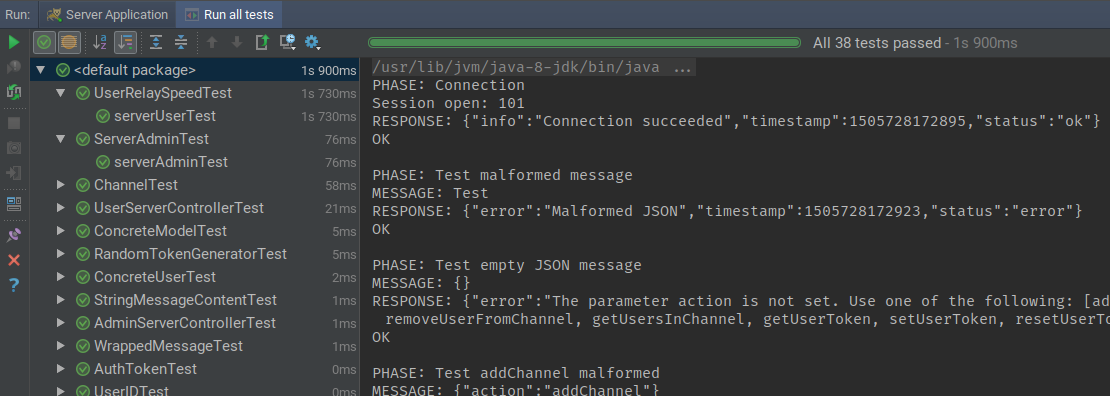 Run: Server Application Run all tests
All 38 tests passed - 1s 900ms
<default package> 1s 900ms
UserRelaySpeedTest 1s 730ms
serverUserTest 1s 730ms
ServerAdminTest 76ms
serverAdminTest 76ms
ChannelTest 58ms
UserServerControllerTest 21ms
ConcreteModelTest 5ms
RandomTokenGeneratorTest 5ms
ConcreteUserTest 2ms
StringMessageContentTest 1ms
AdminServerControllerTest 1ms
WrappedMessageTest 1ms
AuthTokenTest 0ms
UserIDTest 0ms
/usr/lib/jvm/java-8-jdk/bin/java ...
PHASE: Connection
Session open: 101
RESPONSE: {"info":"Connection succeeded","timestamp":1505728172895,"status":"ok"}
OK
PHASE: Test malformed message
MESSAGE: Test
RESPONSE: {"error":"Malformed JSON","timestamp":1505728172923,"status":"error"}
OK
PHASE: Test empty JSON message
MESSAGE: {}
RESPONSE: {"error":"The parameter action is not set. Use one of the following: [ad
removeUserFromChannel, getUsersInChannel, getUserToken, setUserToken, resetUserTo
OK
PHASE: Test addChannel malformed
MESSAGE: {"action":"addChannel"}